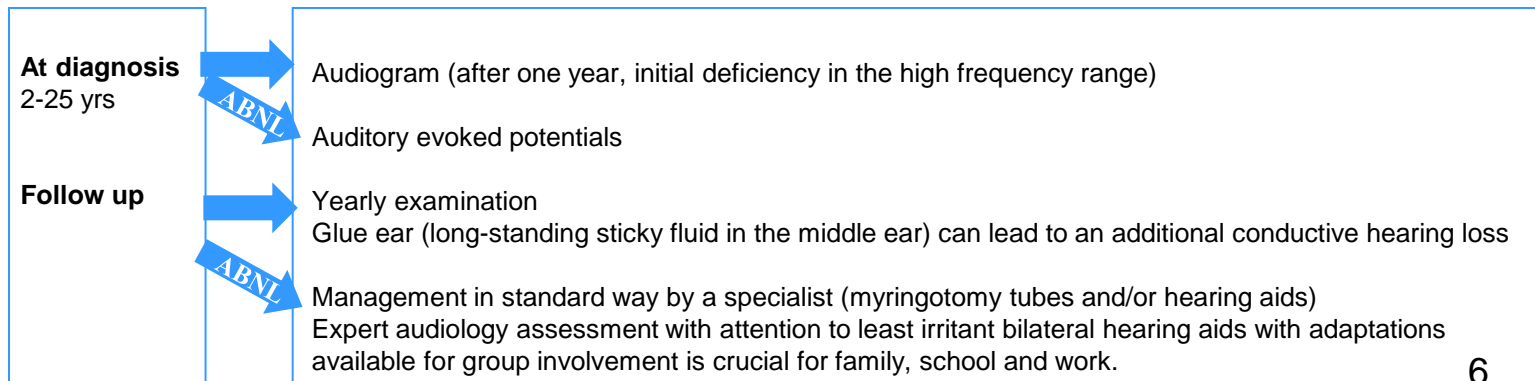 At diagnosis
2-25 yrs
Audiogram (after one year, initial deficiency in the high frequency range)
ABNL
Auditory evoked potentials
Follow up
Yearly examination
Glue ear (long-standing sticky fluid in the middle ear) can lead to an additional conductive hearing loss
ABNL
Management in standard way by a specialist (myringotomy tubes and/or hearing aids)
Expert audiology assessment with attention to least irritant bilateral hearing aids with adaptations
available for group involvement is crucial for family, school and work.
6